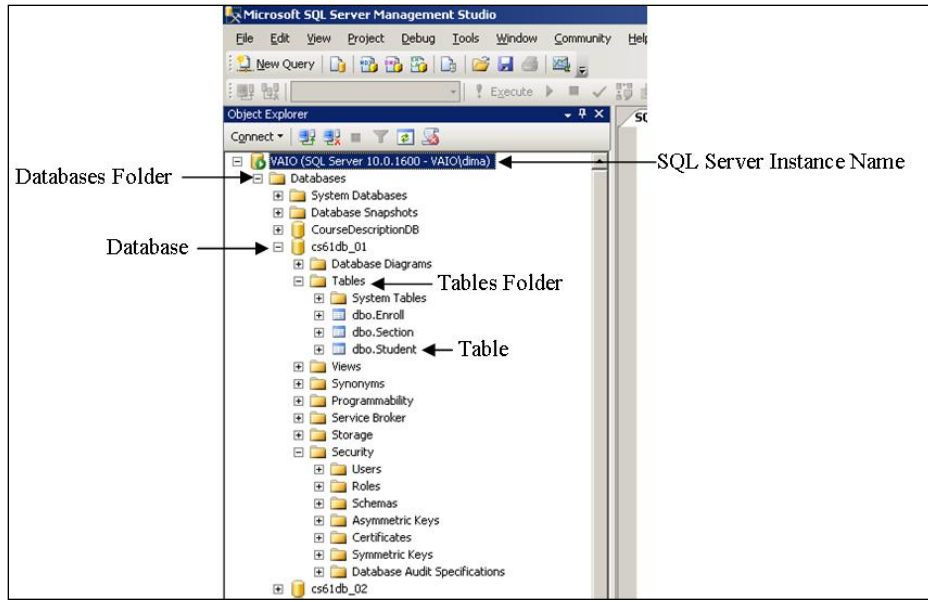 Microsoft SQL Server Management Studio
File Edit View Project Debug Tools Window Community Help
New Query
Execute
Object Explorer
Connect
VAIO (SQL Server 10.0.1600 - VAIO\dima)
SQL Server Instance Name
Databases Folder
Databases
System Databases
Database Snapshots
CourseDescriptionDB
Database
cs61db_01
Database Diagrams
Tables
Tables Folder
System Tables
dbo.Enroll
dbo.Section
dbo.Student
Table
Views
Synonyms
Programmability
Service Broker
Storage
Security
Users
Roles
Schemas
Asymmetric Keys
Certificates
Symmetric Keys
Database Audit Specifications
cs61db_02